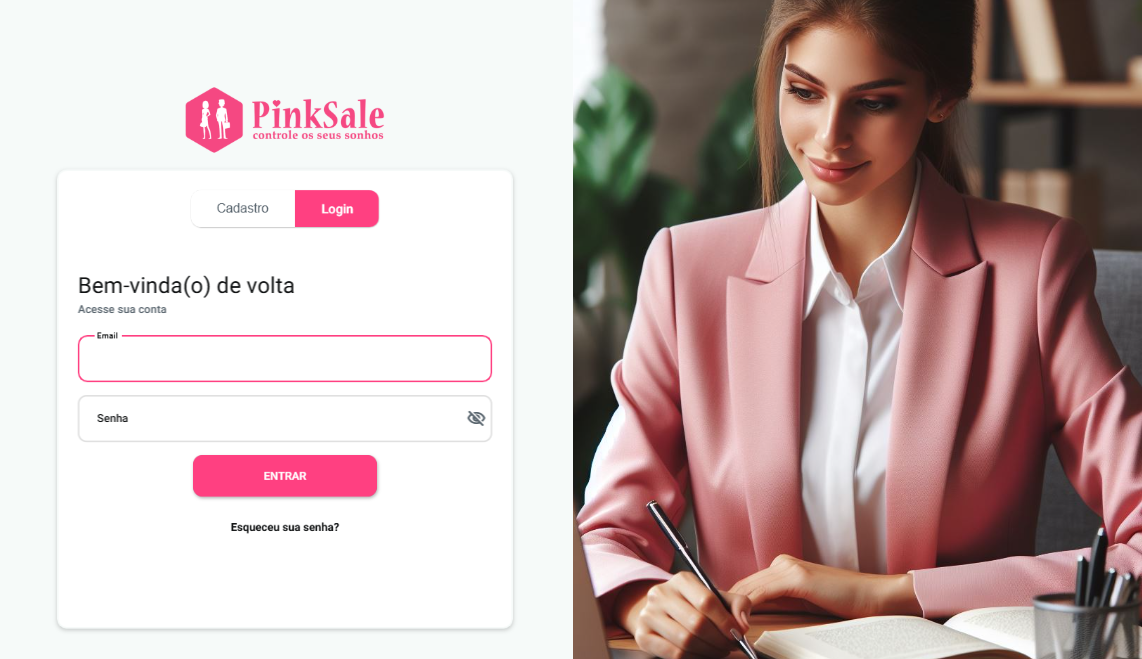 PinkSale
controle os seus sonhos
Cadastro
Login
Bem-vinda(o) de volta
Acesse sua conta
Email
Senha
ENTRAR
Esqueceu sua senha?